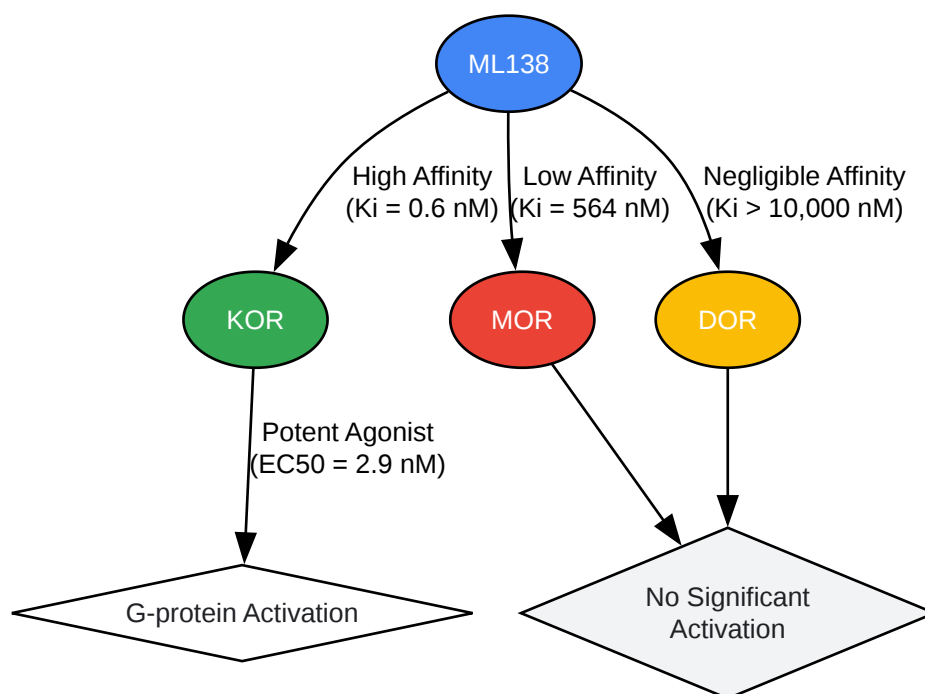 ML138
High Affinity
(Ki = 0.6 nM)
Low Affinity
(Ki = 564 nM)
Negligible Affinity
(Ki > 10,000 nM)
KOR
MOR
DOR
Potent Agonist
(EC50 = 2.9 nM)
G-protein Activation
No Significant
Activation